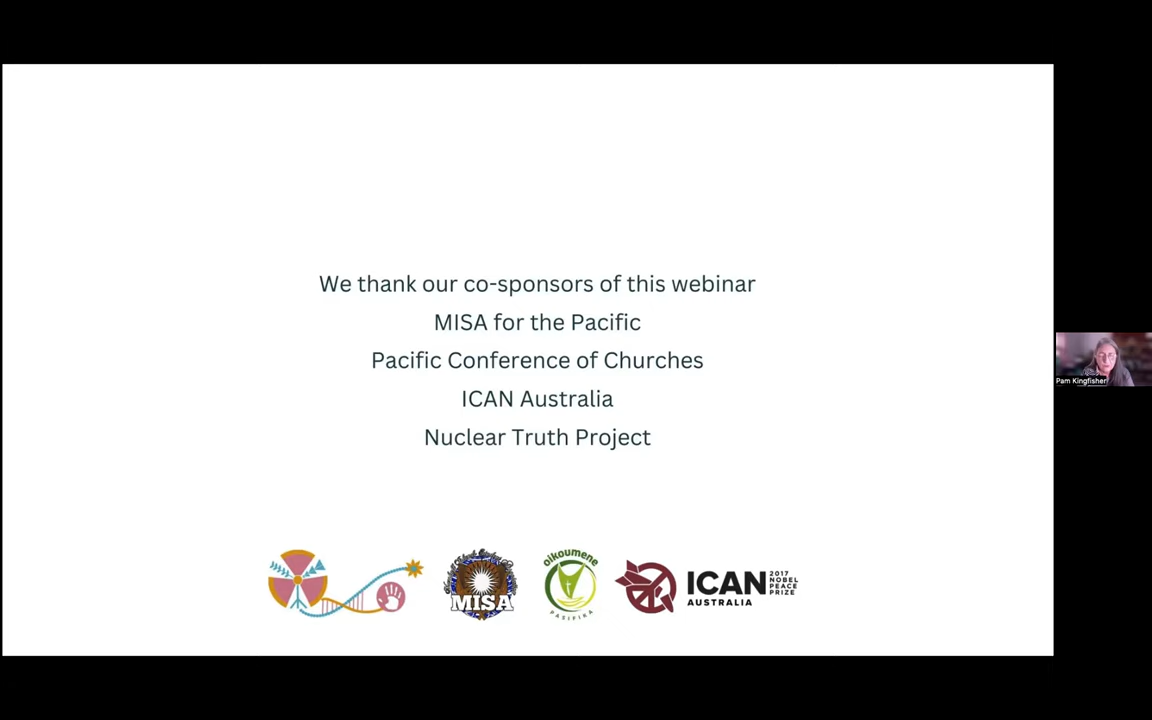 We thank our co-sponsors of this webinar
MISA for the Pacific
Pacific Conference of Churches
ICAN Australia
Nuclear Truth Project
Pam Kingfisher
MISA
oikoumene
PASIFIKA
ICAN
AUSTRALIA
2017
NOBEL
PEACE
PRIZE